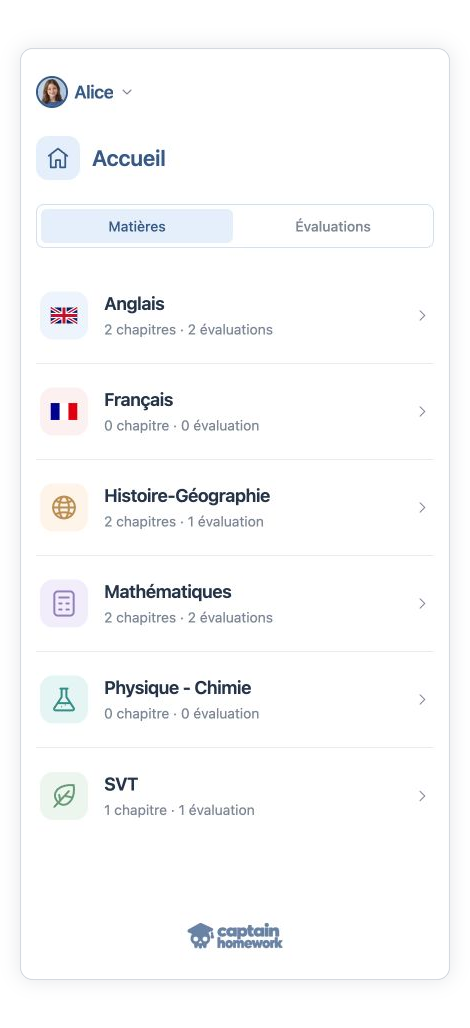 Alice
Accueil
Matières
Évaluations
Anglais
2 chapitres · 2 évaluations
Français
0 chapitre · 0 évaluation
Histoire-Géographie
2 chapitres · 1 évaluation
Mathématiques
2 chapitres · 2 évaluations
Physique - Chimie
0 chapitre · 0 évaluation
SVT
1 chapitre · 1 évaluation
captain
homework